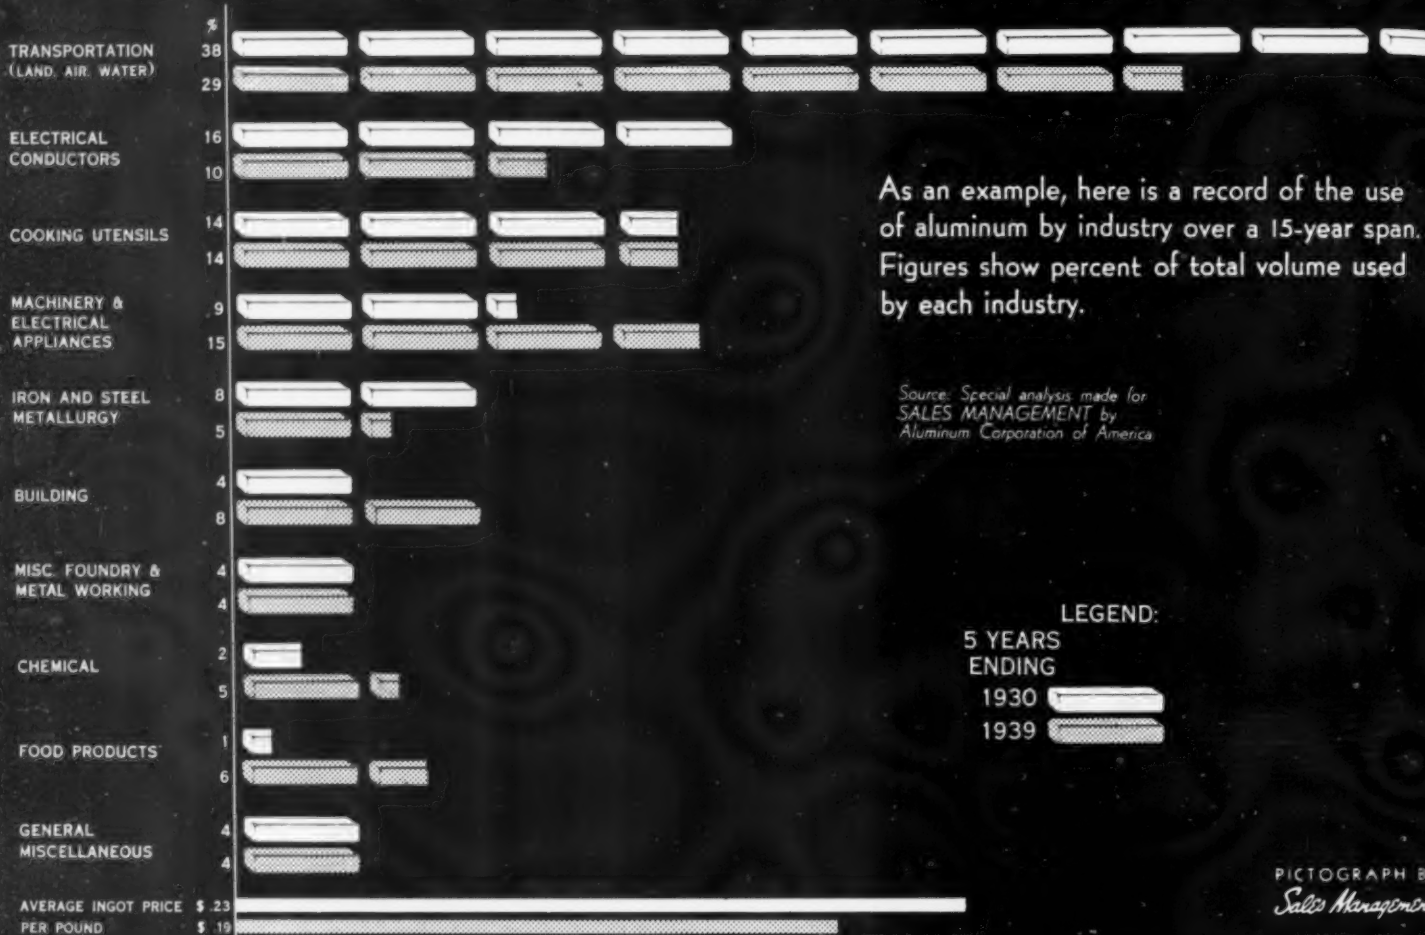 %
TRANSPORTATION 38
(LAND, AIR, WATER)
29
ELECTRICAL 16
CONDUCTORS
10
COOKING UTENSILS 14
14
MACHINERY & 9
ELECTRICAL
APPLIANCES 15
IRON AND STEEL 8
METALLURGY
5
BUILDING 4
8
MISC. FOUNDRY & 4
METAL WORKING
4
CHEMICAL 2
5
FOOD PRODUCTS 1
6
GENERAL 4
MISCELLANEOUS
4
AVERAGE INGOT PRICE $ .23
PER POUND $ .19
As an example, here is a record of the use
of aluminum by industry over a 15-year span.
Figures show percent of total volume used
by each industry.
Source: Special analysis made for
SALES MANAGEMENT by
Aluminum Corporation of America
LEGEND:
5 YEARS
ENDING
1930
1939
PICTOGRAPH B
Sales Managemen